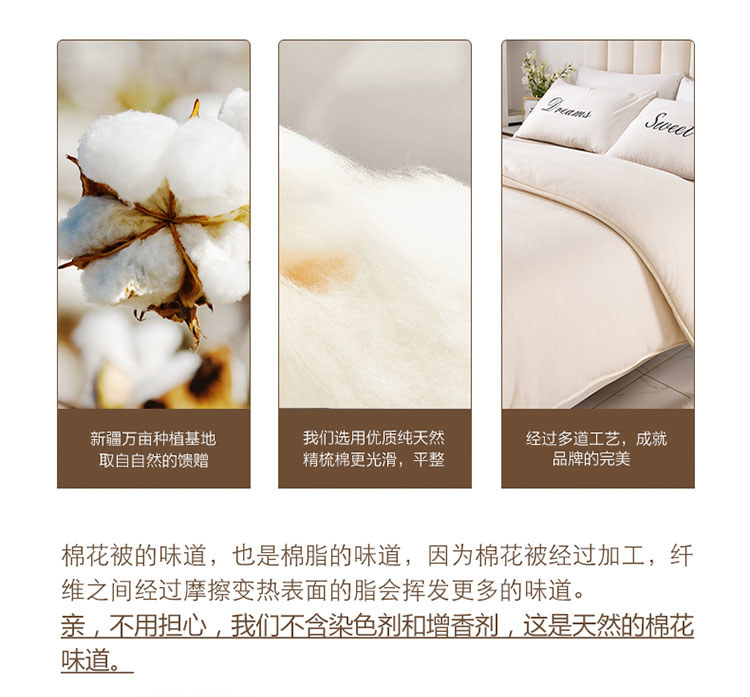 Dreams
Sweet
新疆万亩种植基地
取自自然的馈赠
我们选用优质纯天然
精梳棉更光滑，平整
经过多道工艺，成就
品牌的完美
棉花被的味道，也是棉脂的味道，因为棉花被经过加工，纤
维之间经过摩擦变热表面的脂会挥发更多的味道。
亲，不用担心，我们不含染色剂和增香剂，这是天然的棉花
味道。